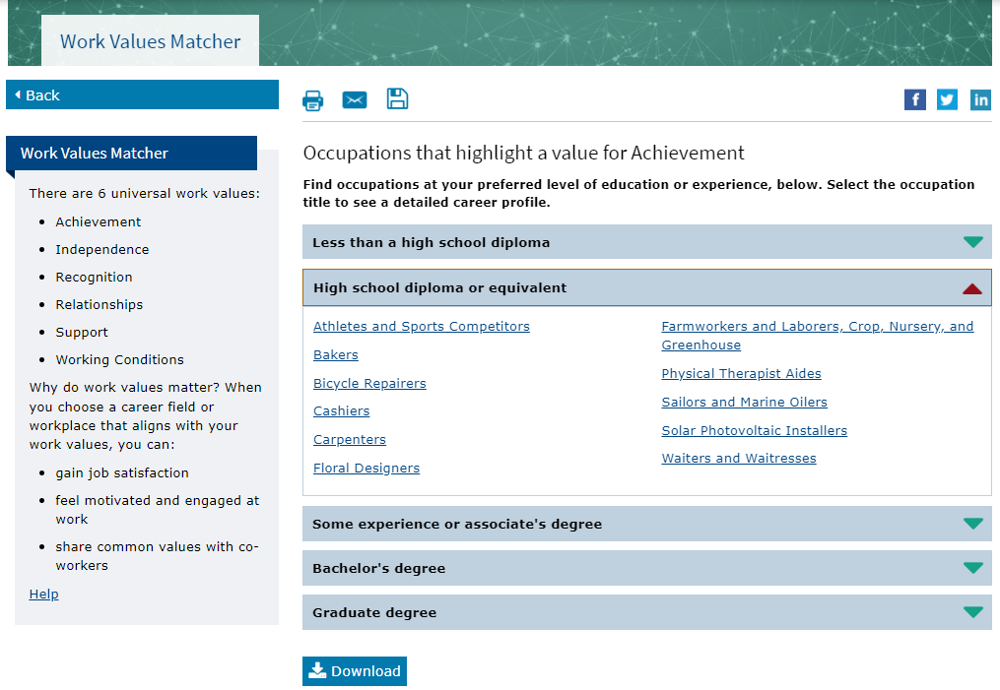 Work Values Matcher
Back
Work Values Matcher
There are 6 universal work values:
Achievement
Independence
Recognition
Relationships
Support
Working Conditions
Why do work values matter? When
you choose a career field or
workplace that aligns with your
work values, you can:
gain job satisfaction
feel motivated and engaged at
work
share common values with co-
workers
Help
f
in
Occupations that highlight a value for Achievement
Find occupations at your preferred level of education or experience, below. Select the occupation
title to see a detailed career profile.
Less than a high school diploma
High school diploma or equivalent
Athletes and Sports Competitors
Bakers
Bicycle Repairers
Cashiers
Carpenters
Floral Designers
Farmworkers and Laborers, Crop, Nursery, and
Greenhouse
Physical Therapist Aides
Sailors and Marine Oilers
Solar Photovoltaic Installers
Waiters and Waitresses
Some experience or associate's degree
Bachelor's degree
Graduate degree
Download